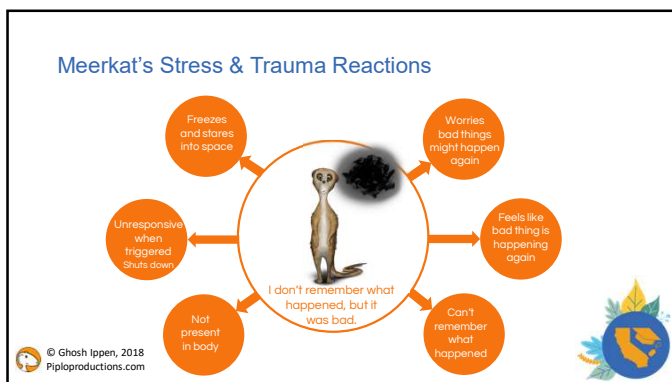 Meerkat's Stress & Trauma Reactions
Freezes
and stares
into space
Worries
bad things
might happen
again
Unresponsive
when
triggered
Shuts down
Feels like
bad thing is
happening
again
Not
present
in body
I don't remember what
happened, but it
was bad.
Can't
remember
what
happened
© Ghosh Ippen, 2018
Piploproductions.com